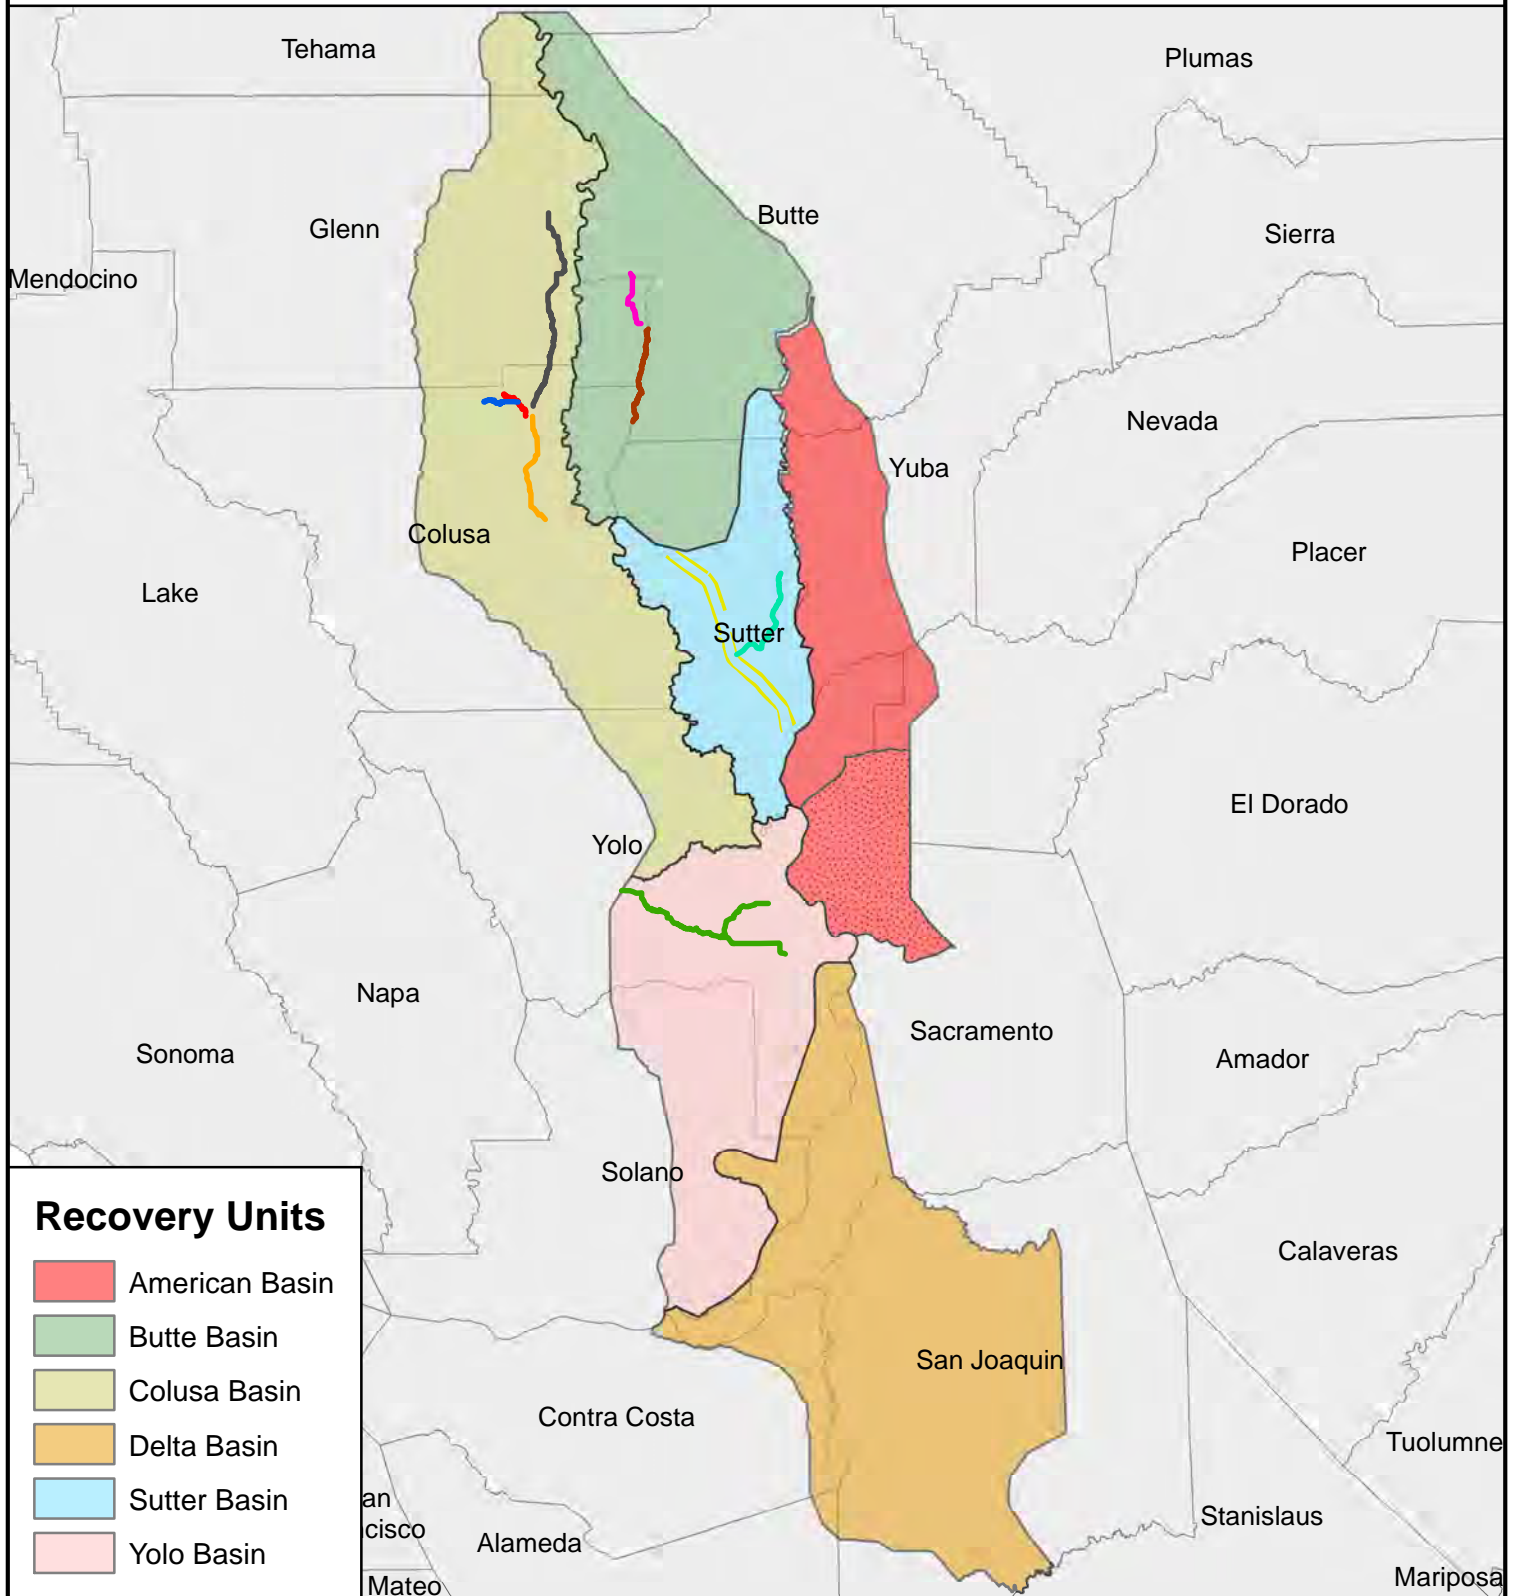 Tehama
Plumas
Butte
Glenn
Sierra
Mendocino
Nevada
Yuba
Colusa
Placer
Lake
Sutter
El Dorado
Yolo
Napa
Sacramento
Sonoma
Amador
Solano
Recovery Units
American Basin
Butte Basin
Colusa Basin
Delta Basin
Sutter Basin
Yolo Basin
Calaveras
San Joaquin
Contra Costa
Tuolumne
an
cisco
Stanislaus
Alameda
Mateo
Mariposa